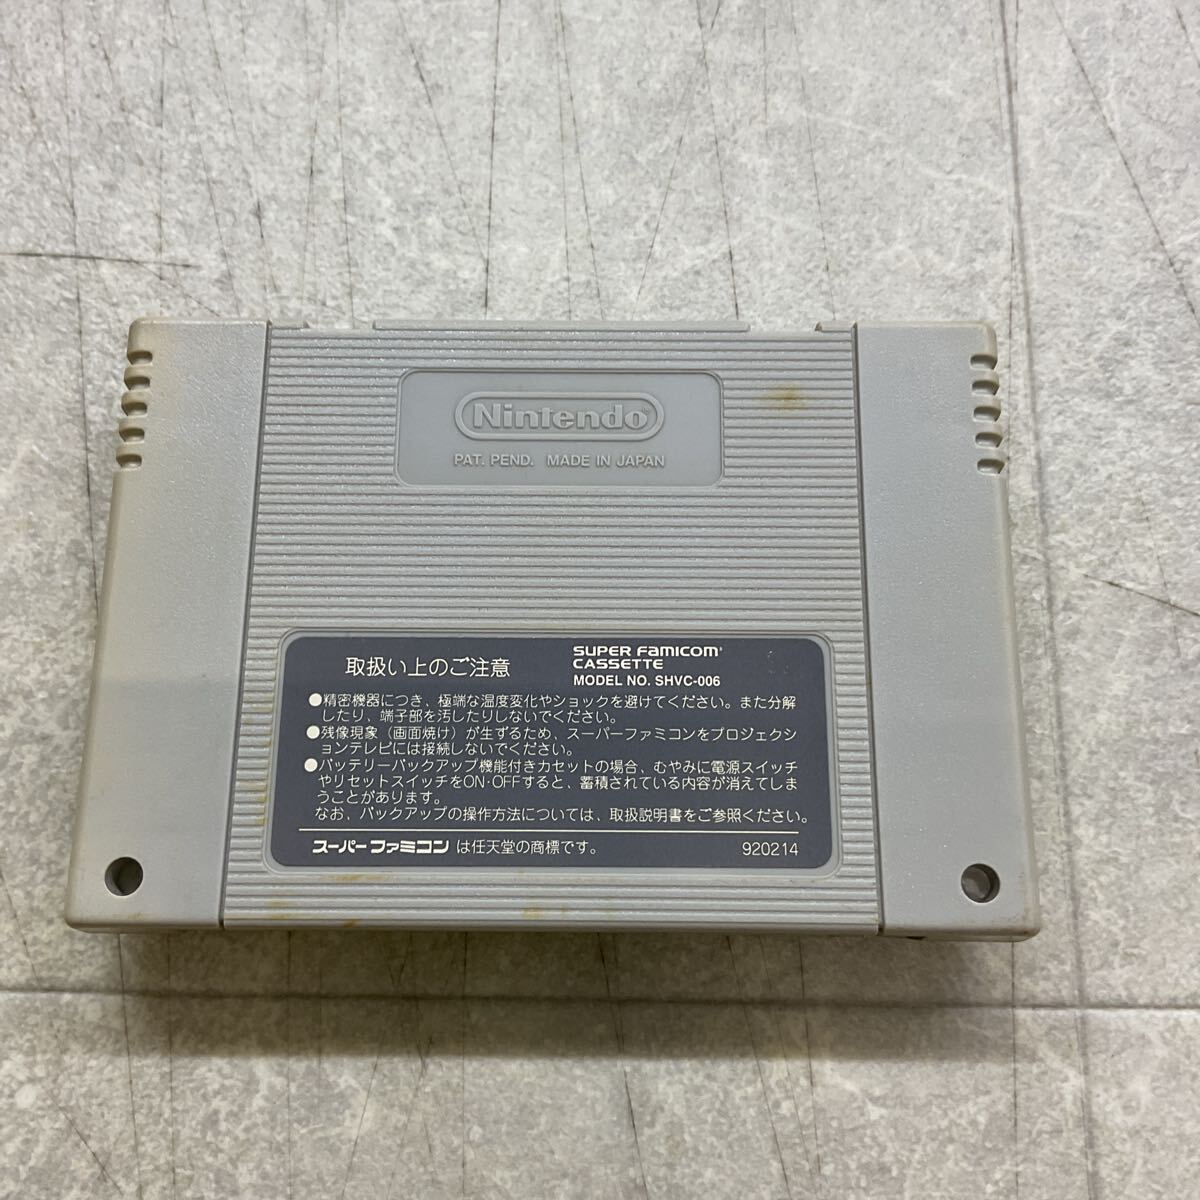 Nintendo
PAT. PEND. MADE IN JAPAN
取扱い上のご注意
SUPER FAMICOM
CASSETTE
MODEL NO. SHVC-006
●精密機器につき、極端な温度変化やショックを避けてください。また分解
したり、端子部を汚したりしないでください。
●残像現象（画面焼け）が生ずるため、スーパーファミコンをプロジェクシ
ョンテレビには接続しないでください。
●バッテリーバックアップ機能付きカセットの場合、むやみに電源スイッチ
やリセットスイッチをON・OFFすると、蓄積されている内容が消えてしま
うことがあります。
なお、バックアップの操作方法については、取扱説明書をご参照ください。
スーパーファミコン は任天堂の商標です。
920214